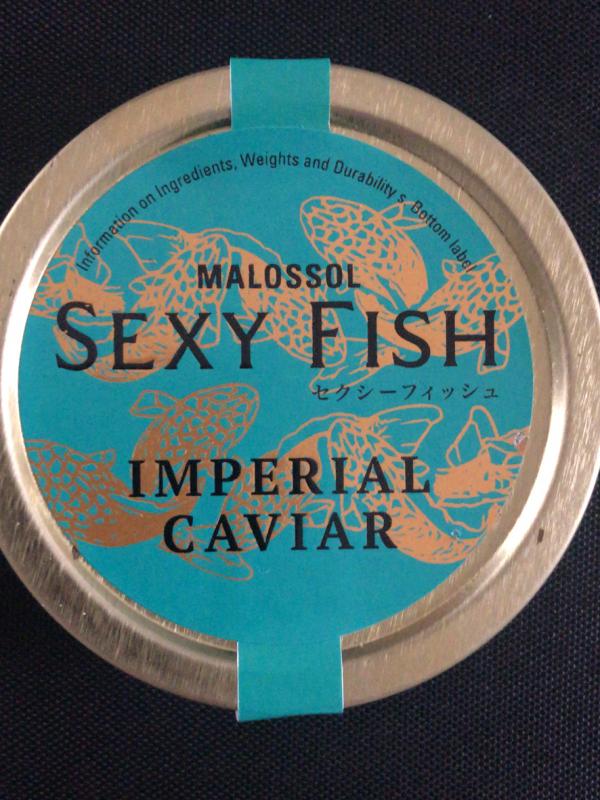 Information on Ingredients, Weights and Durability s. Bottom label
MALOSSOL
SEXY FISH
セクシーフィッシュ
IMPERIAL
CAVIAR